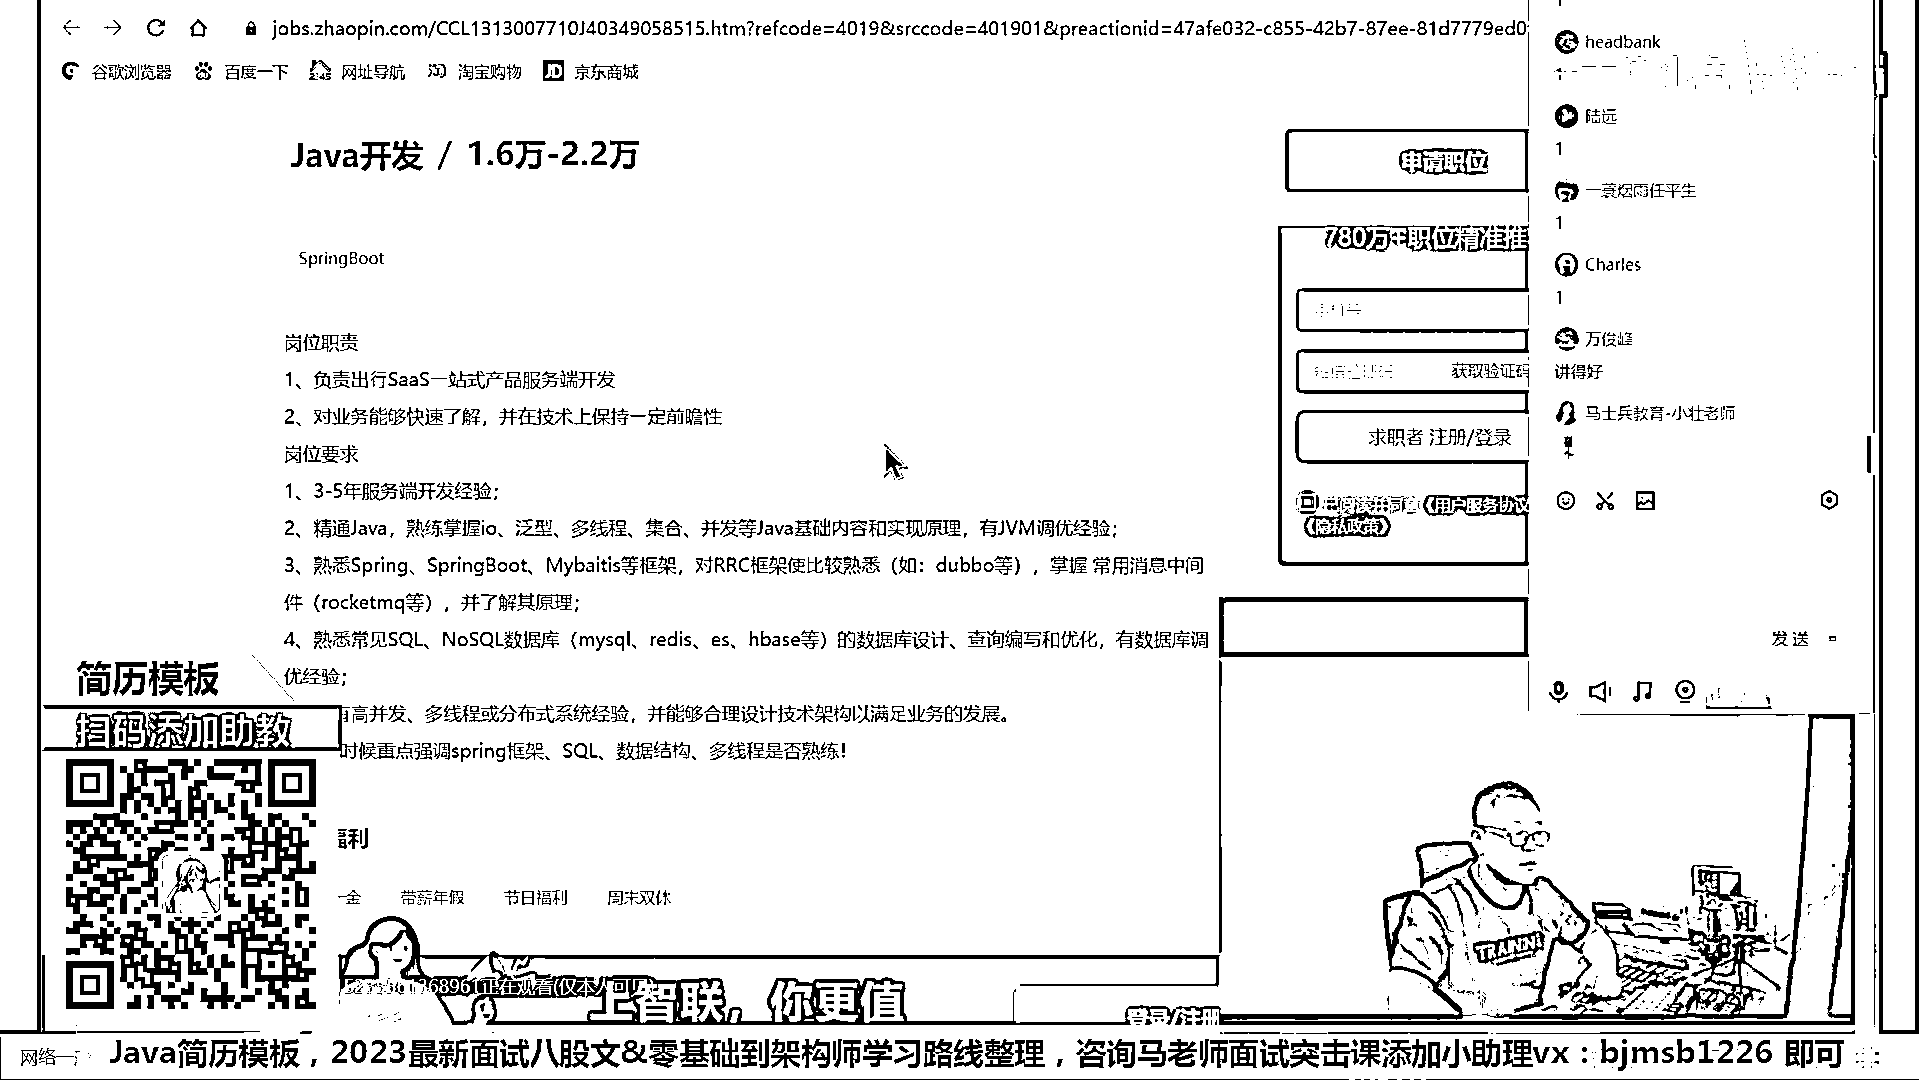 jobs.zhaopin.com/CCL1313007710J40349058515.htm?refcode=4019&srccode=401901&preactionid=47afe032-c855-42b7-87ee-81d7779ed0
谷歌浏览器 百度一下 网址导航 淘宝购物 京东商城
Java开发 / 1.6万-2.2万
申请职位
SpringBoot
780万+职位精准推
获取验证码
求职者 注册/登录
《用户服务协议
《隐私政策》
岗位职责
1、负责出行SaaS一站式产品服务端开发
2、对业务能够快速了解，并在技术上保持一定前瞻性
岗位要求
1、3-5年服务端开发经验；
2、精通Java，熟练掌握io、泛型、多线程、集合、并发等Java基础内容和实现原理，有JVM调优经验；
3、熟悉Spring、SpringBoot、Mybaitis等框架，对RRC框架使比较熟悉（如：dubbo等），掌握 常用消息中间
件（rocketmq等），并了解其原理；
4、熟悉常见SQL、NoSQL数据库（mysql、redis、es、hbase等）的数据库设计、查询编写和优化，有数据库调
优经验；
有高并发、多线程或分布式系统经验，并能够合理设计技术架构以满足业务的发展。
时候重点强调spring框架、SQL、数据结构、多线程是否熟练！
福利
一金 带薪年假 节日福利 周末双休
正在观看(仅本人可见)
上智联，你更值
登录/注册
简历模板
扫码添加助教
headbank
1
陆远
1
一蓑烟雨任平生
1
Charles
1
万俊峰
讲得好
马士兵教育-小壮老师
发送
TRAINN
网络一
Java简历模板，2023最新面试八股文&零基础到架构师学习路线整理，咨询马老师面试突击课添加小助理vx：bjmsb1226 即可